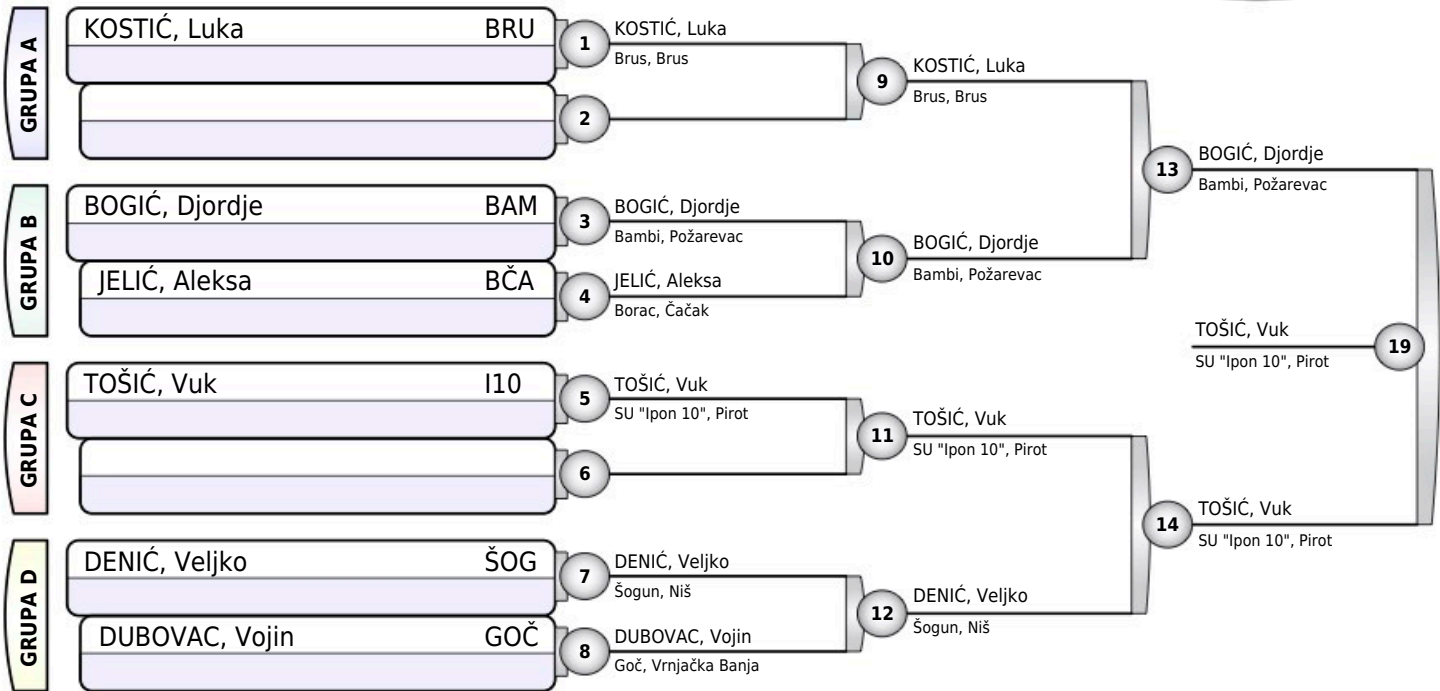 GRUPA A
KOSTIĆ, Luka BRU
1
KOSTIĆ, Luka
Brus, Brus
2
9
KOSTIĆ, Luka
Brus, Brus
GRUPA B
BOGIĆ, Djordje BAM
3
BOGIĆ, Djordje
Bambi, Požarevac
JELIĆ, Aleksa BČA
4
JELIĆ, Aleksa
Borac, Čačak
10
BOGIĆ, Djordje
Bambi, Požarevac
13
BOGIĆ, Djordje
Bambi, Požarevac
GRUPA C
TOŠIĆ, Vuk I10
5
TOŠIĆ, Vuk
SU "Ipon 10", Pirot
6
11
TOŠIĆ, Vuk
SU "Ipon 10", Pirot
GRUPA D
DENIĆ, Veljko ŠOG
7
DENIĆ, Veljko
Šogun, Niš
DUBOVAC, Vojin GOČ
8
DUBOVAC, Vojin
Goč, Vrnjačka Banja
12
DENIĆ, Veljko
Šogun, Niš
14
TOŠIĆ, Vuk
SU "Ipon 10", Pirot
TOŠIĆ, Vuk
SU "Ipon 10", Pirot
19